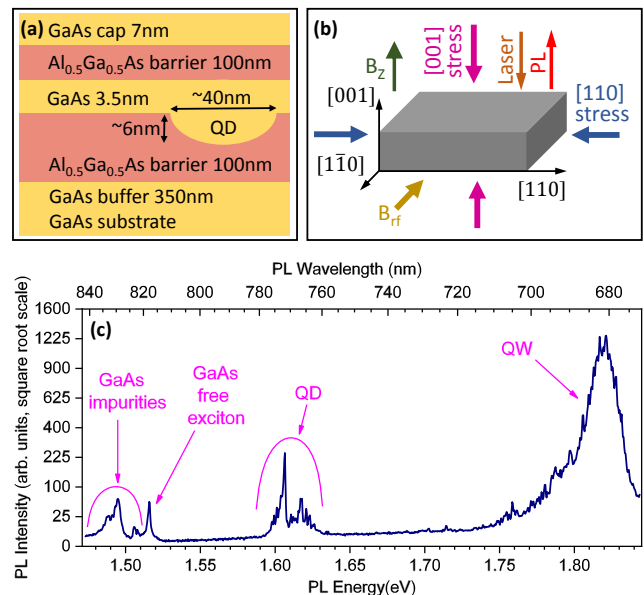 (a)
GaAs cap 7nm
Al0.5Ga0.5As barrier 100nm
GaAs 3.5nm
~40nm
~6nm
QD
Al0.5Ga0.5As barrier 100nm
GaAs buffer 350nm
GaAs substrate
(b)
Bz
[001]
stress
Laser
PL
[001]
[110]
stress
[11̅0]
[110]
Brf
PL Wavelength (nm)
840 820 800 780 760 740 720 700 680
(c)
PL Intensity (arb. units, square root scale)
1600
1225
900
625
400
225
100
25
0
GaAs
impurities
GaAs
free
exciton
QD
QW
1.50 1.55 1.60 1.65 1.70 1.75 1.80
PL Energy(eV)